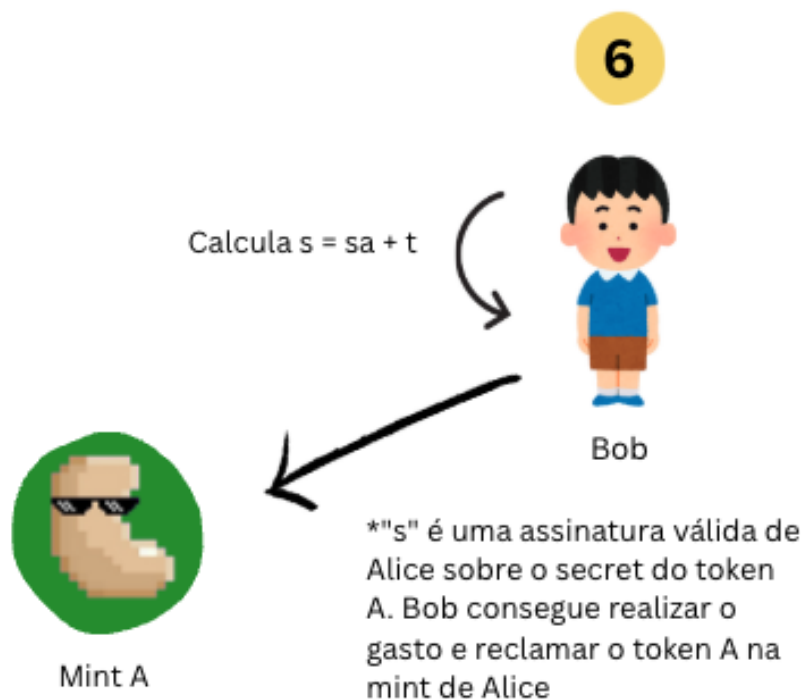 6
Calcula s = sa + t
Bob
*"s" é uma assinatura válida de
Alice sobre o secret do token
A. Bob consegue realizar o
gasto e reclamar o token A na
mint de Alice
Mint A